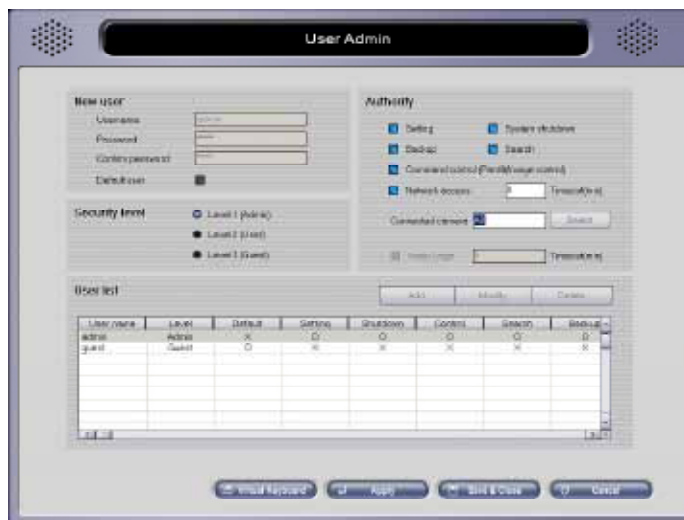 User Admin
New user
Username
Password
Confirm password
Default user
Security level
Level 1 (Admin)
Level 2 (User)
Level 3 (Guest)
Authority
Setting System shutdown
Backup Search
Command control
Network access Timeout(min)
Connected camera Select
Timeout(min)
User list
Add Modify Delete
User name Level Default Setting Shutdown Control Search Backup
admin Admin X O O O O O
guest Guest O X X X X X
Virtual Keyboard Apply Save & Close Cancel